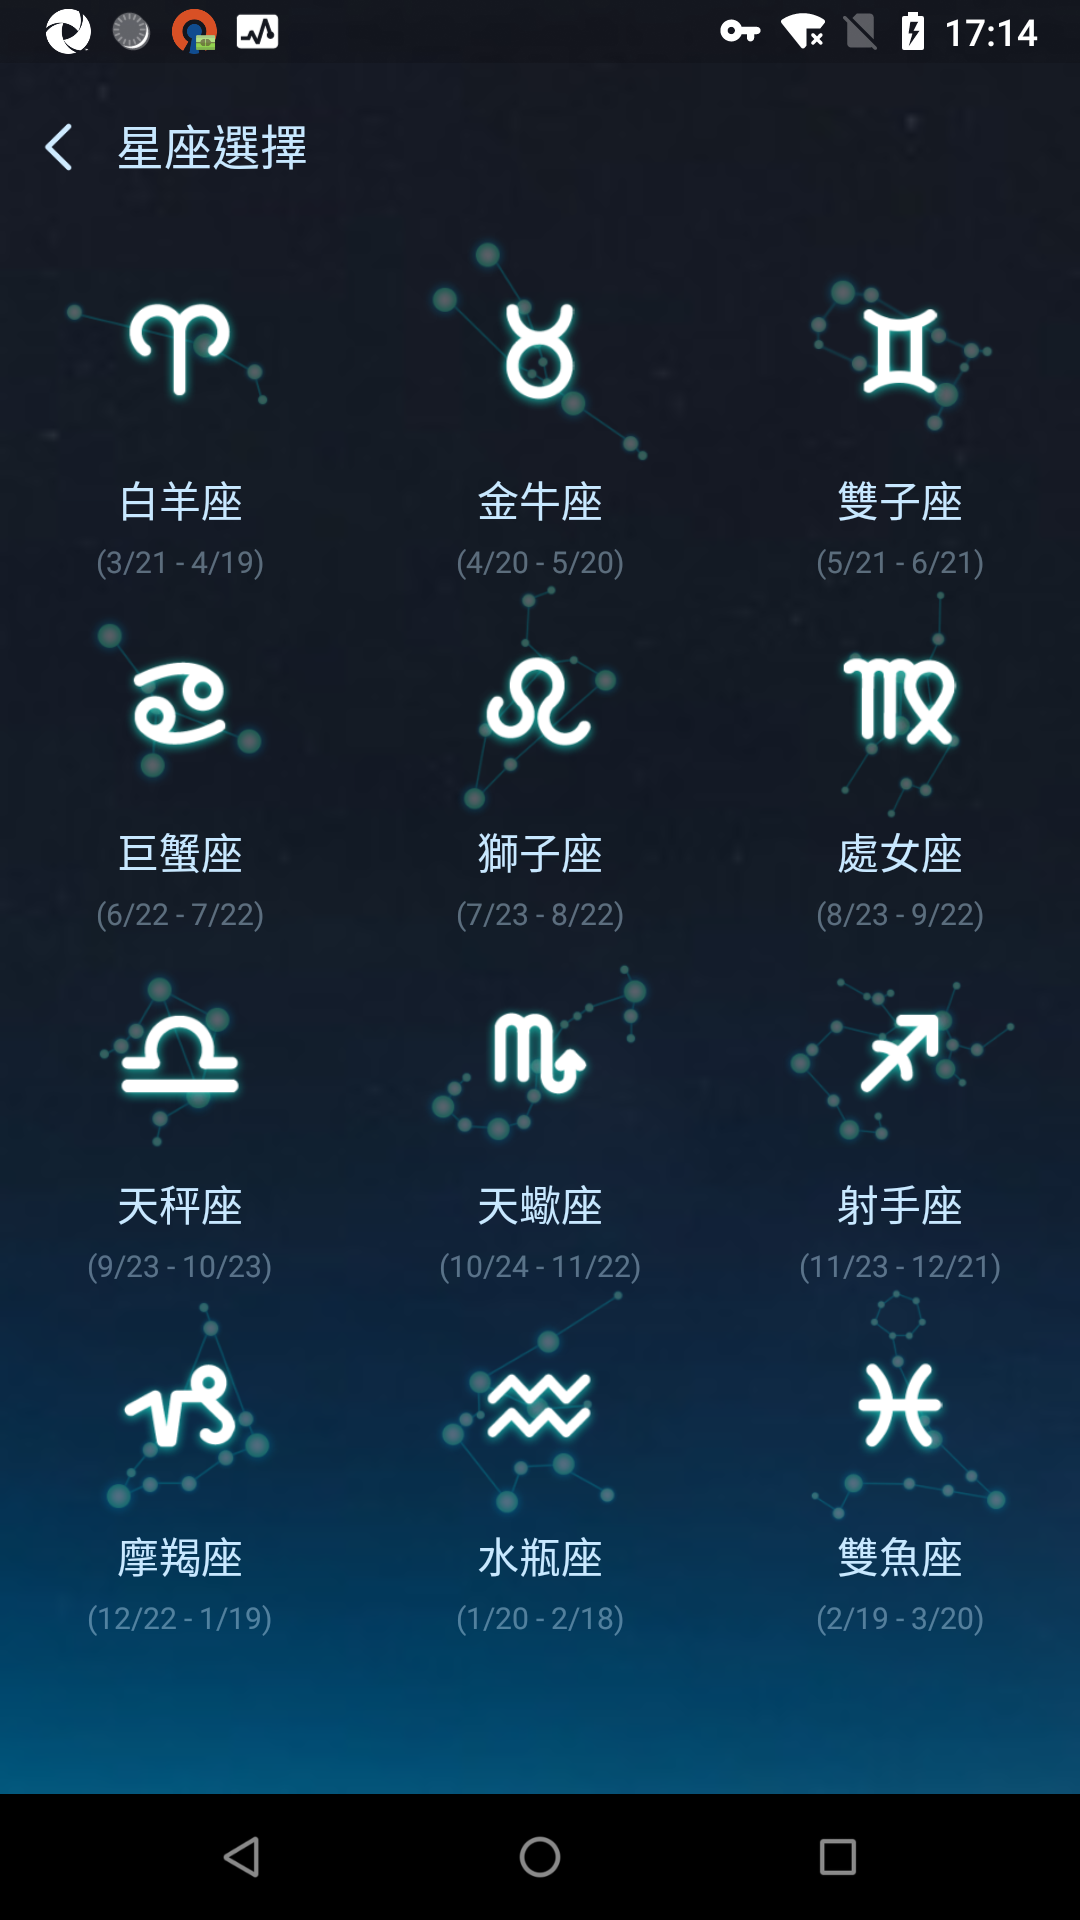 17:14
星座選擇
白羊座 金牛座 雙子座
(3/21 - 4/19) (4/20 - 5/20) (5/21 - 6/21)
巨蟹座 獅子座 處女座
(6/22 - 7/22) (7/23 - 8/22) (8/23 - 9/22)
天秤座 天蠍座 射手座
(9/23 - 10/23) (10/24 - 11/22) (11/23 - 12/21)
摩羯座 水瓶座 雙魚座
(12/22 - 1/19) (1/20 - 2/18) (2/19 - 3/20)